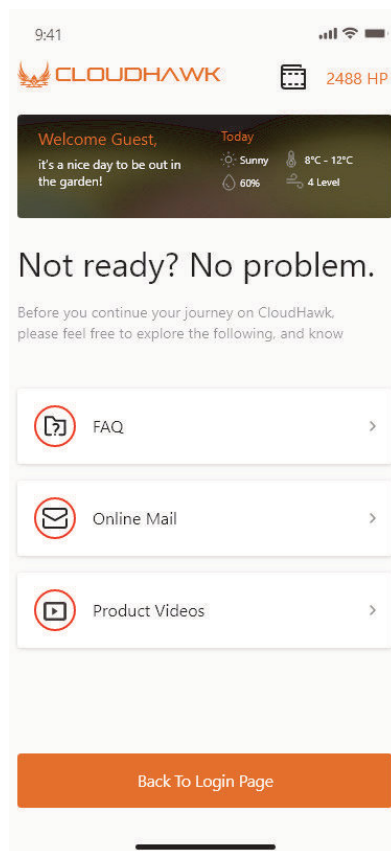 9:41
CLOUDHAWK
2488 HP
Welcome Guest,
it's a nice day to be out in
the garden!
Today
Sunny
8°C - 12°C
60%
4 Level
Not ready? No problem.
Before you continue your journey on CloudHawk,
please feel free to explore the following, and know
FAQ
Online Mail
Product Videos
Back To Login Page